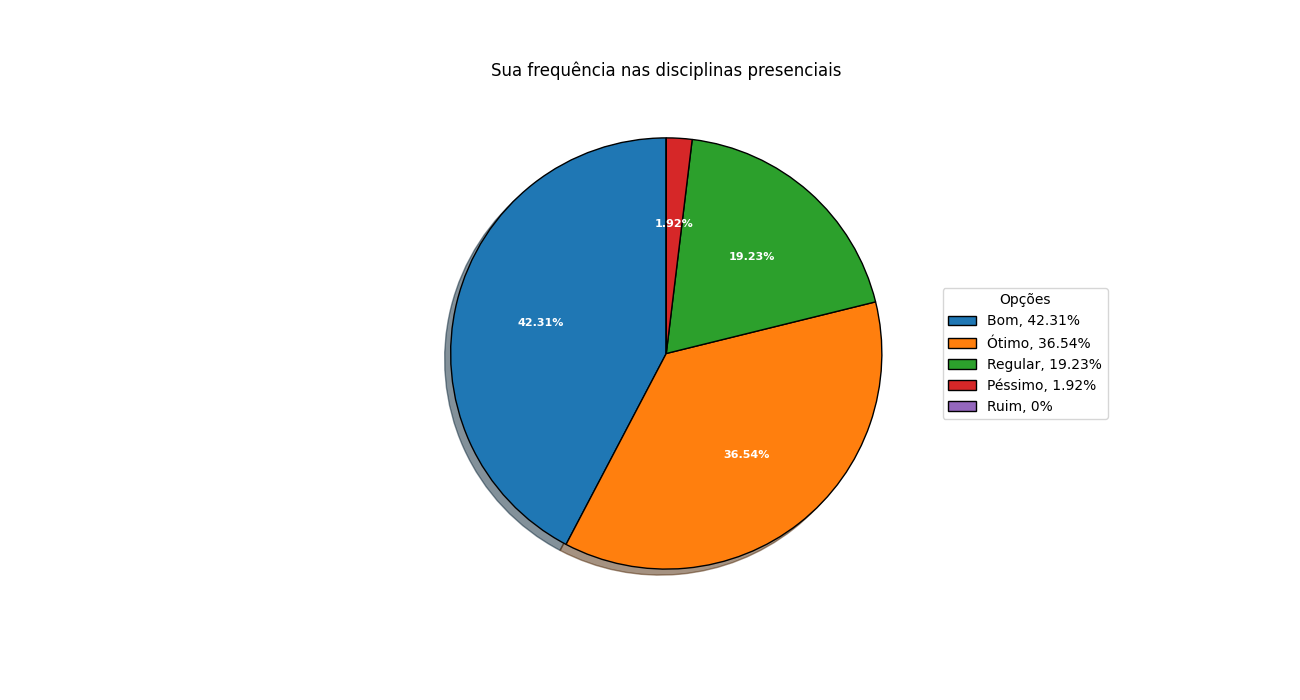 Sua frequência nas disciplinas presenciais
1.92%
19.23%
42.31%
36.54%
Opções
Bom, 42.31%
Ótimo, 36.54%
Regular, 19.23%
Péssimo, 1.92%
Ruim, 0%